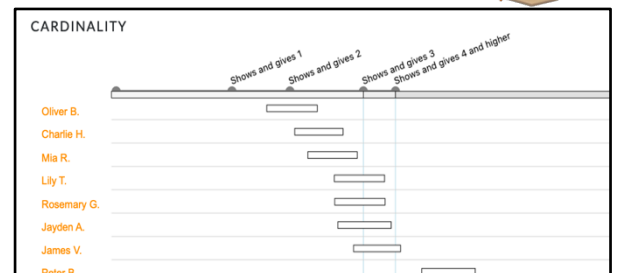 CARDINALITY
Shows and gives 1
Shows and gives 2
Shows and gives 3
Shows and gives 4 and higher
Oliver B.
Charlie H.
Mia R.
Lily T.
Rosemary G.
Jayden A.
James V.
Peter B.